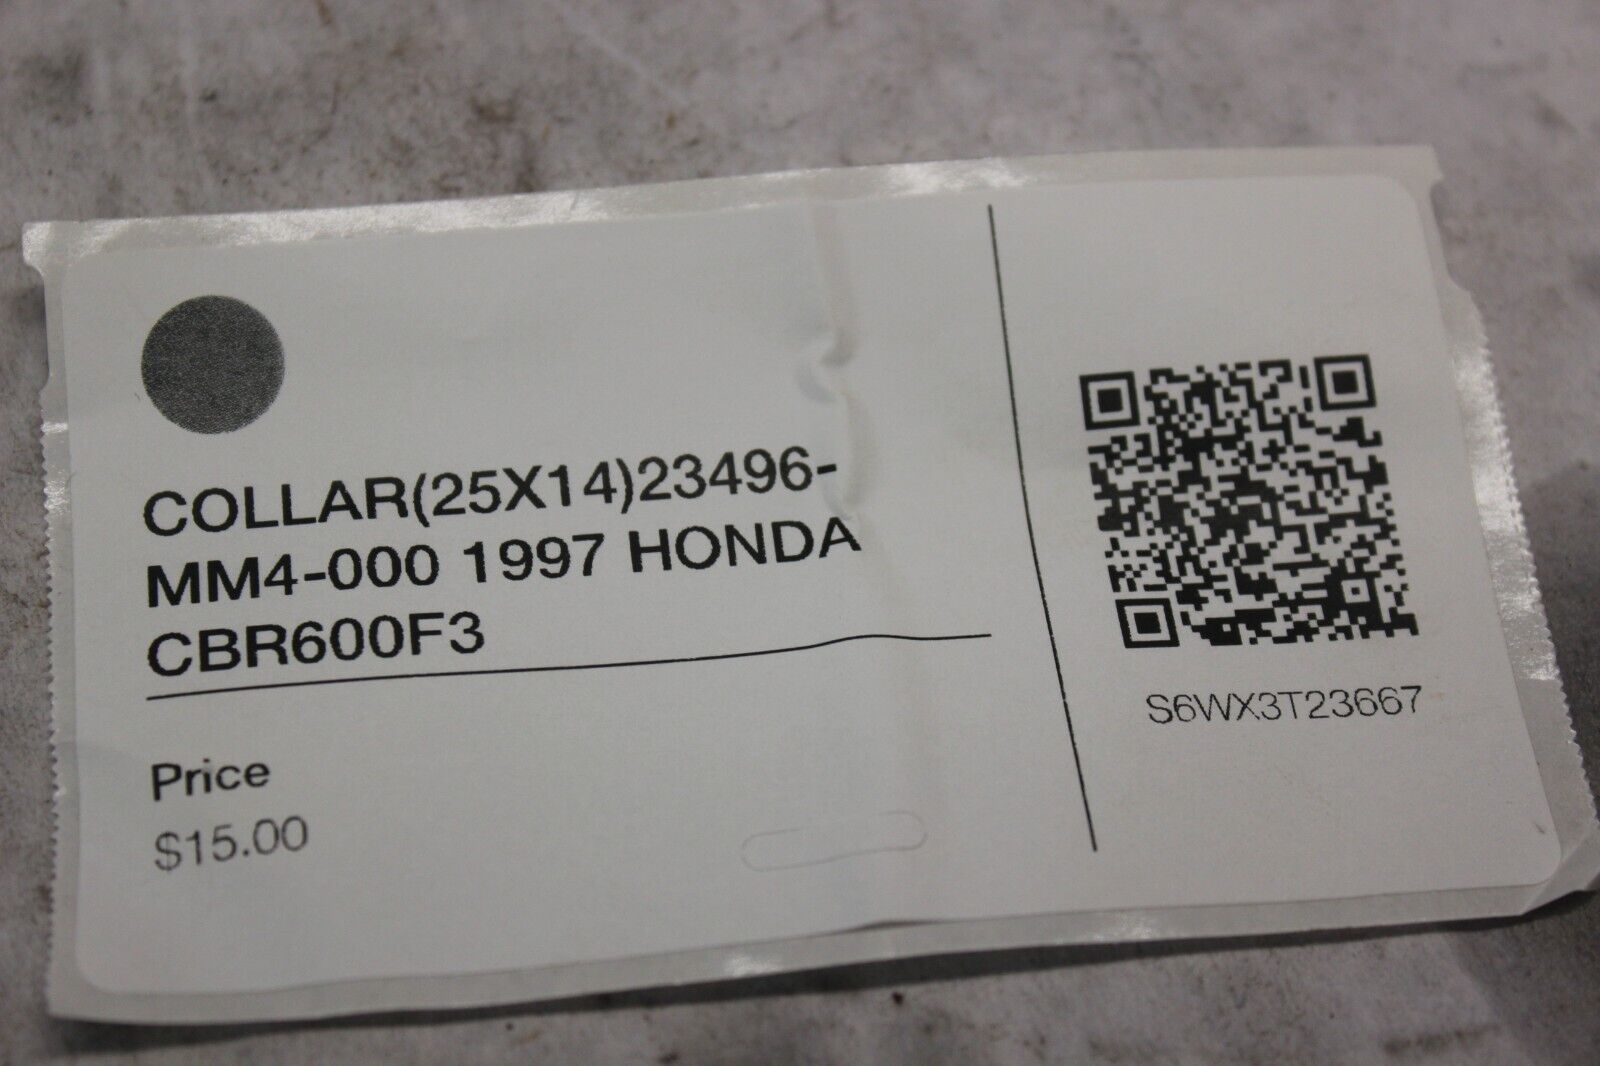 COLLAR(25X14)23496-
MM4-000 1997 HONDA
CBR600F3
Price
$15.00
S6WX3T23667